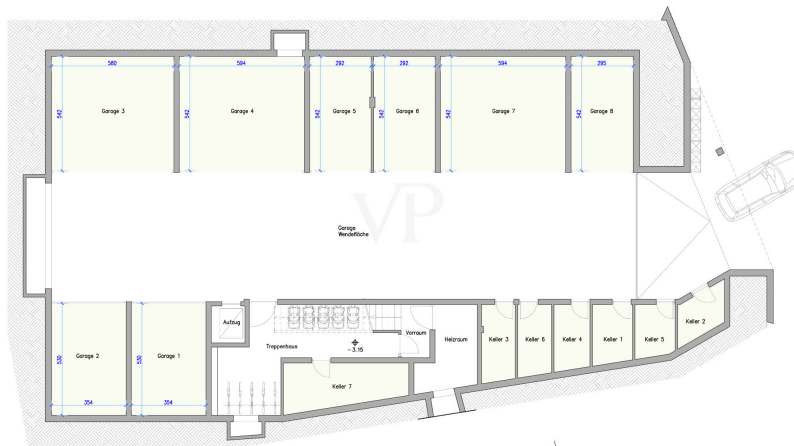 580
594
292
292
594
295
542
542
542
542
542
542
Garage 3
Garage 4
Garage 5
Garage 6
Garage 7
Garage 8
VP
Garage
Wendefläche
Aufzug
Vorraum
Treppenhaus
-3.15
Heizraum
Keller 3
Keller 6
Keller 4
Keller 1
Keller 5
Keller 2
530
530
Garage 2
Garage 1
Keller 7
354
354